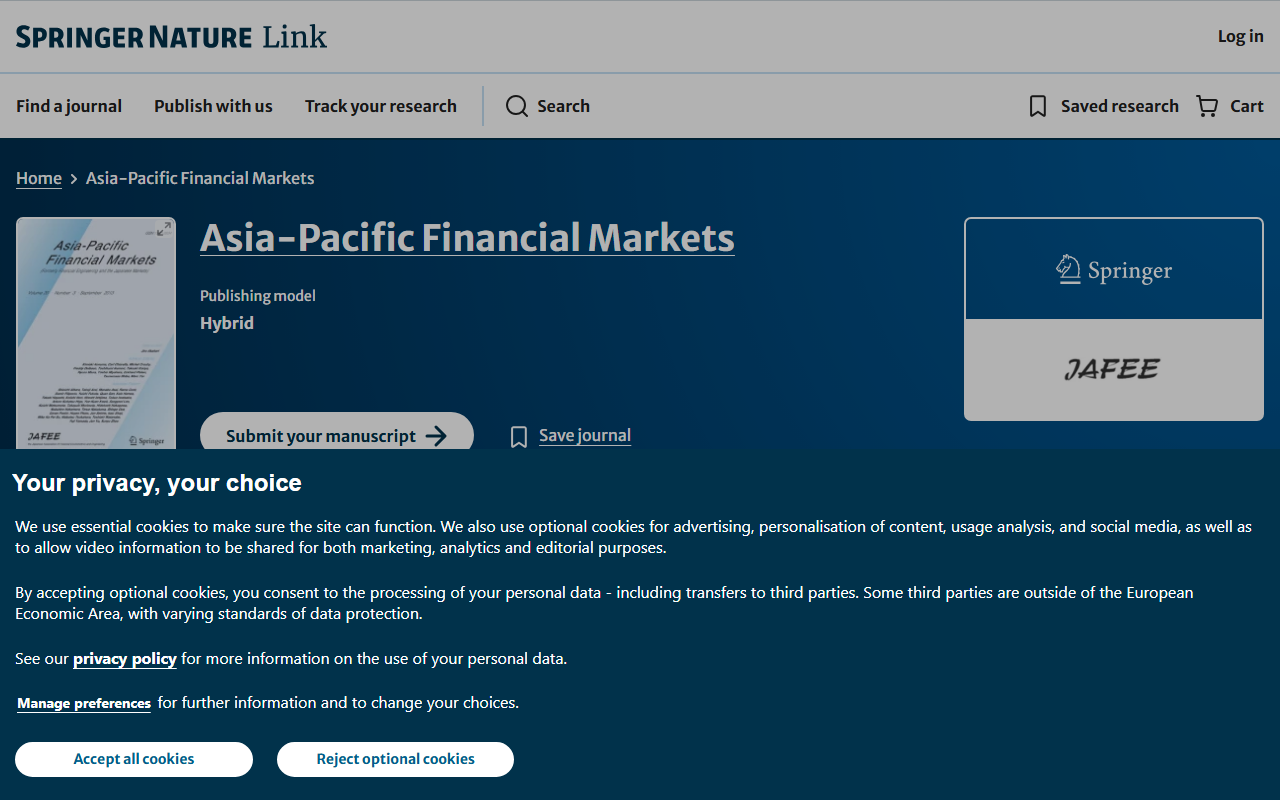 SPRINGER NATURE Link
Log in
Find a journal
Publish with us
Track your research
Search
Saved research
Cart
Home > Asia-Pacific Financial Markets
Asia-Pacific
Financial Markets
JAFEE
Springer
Asia-Pacific Financial Markets
Publishing model
Hybrid
Submit your manuscript
Save journal
Springer
JAFEE
Your privacy, your choice
We use essential cookies to make sure the site can function. We also use optional cookies for advertising, personalisation of content, usage analysis, and social media, as well as
to allow video information to be shared for both marketing, analytics and editorial purposes.
By accepting optional cookies, you consent to the processing of your personal data - including transfers to third parties. Some third parties are outside of the European
Economic Area, with varying standards of data protection.
See our privacy policy for more information on the use of your personal data.
Manage preferences for further information and to change your choices.
Accept all cookies
Reject optional cookies